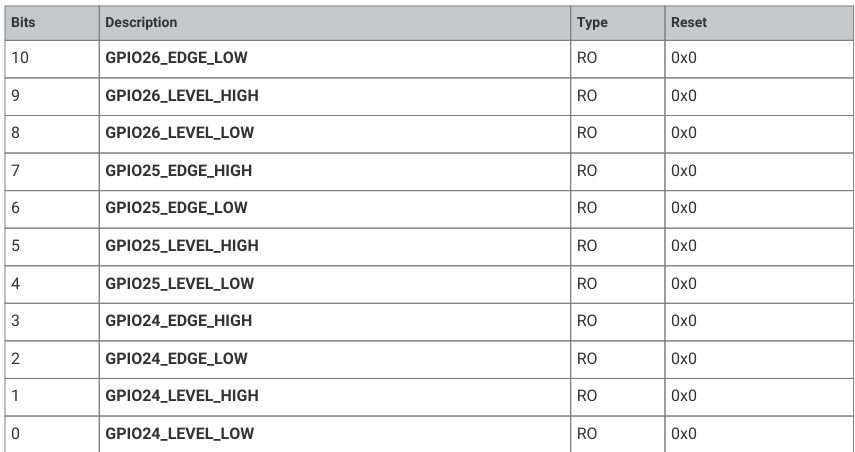 Bits Description Type Reset
10 GPIO26_EDGE_LOW RO 0x0
9 GPIO26_LEVEL_HIGH RO 0x0
8 GPIO26_LEVEL_LOW RO 0x0
7 GPIO25_EDGE_HIGH RO 0x0
6 GPIO25_EDGE_LOW RO 0x0
5 GPIO25_LEVEL_HIGH RO 0x0
4 GPIO25_LEVEL_LOW RO 0x0
3 GPIO24_EDGE_HIGH RO 0x0
2 GPIO24_EDGE_LOW RO 0x0
1 GPIO24_LEVEL_HIGH RO 0x0
0 GPIO24_LEVEL_LOW RO 0x0